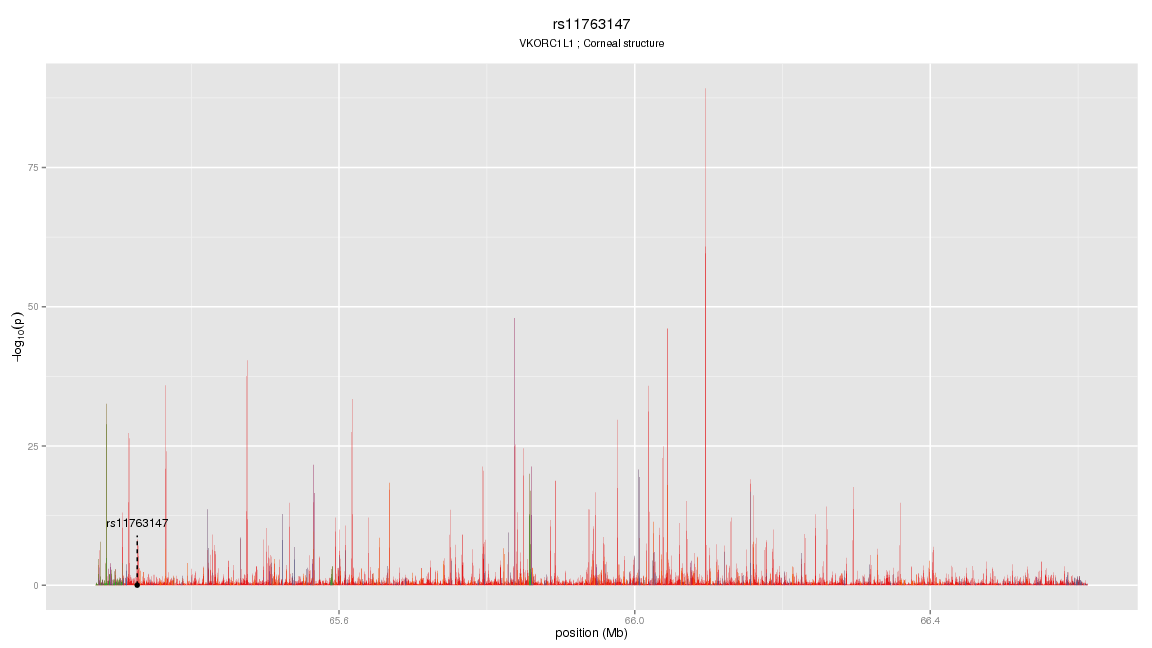 rs11763147
VKORC1L1 ; Corneal structure
75
50
25
0
−log10(p)
rs11763147
65.6
66.0
66.4
position (Mb)